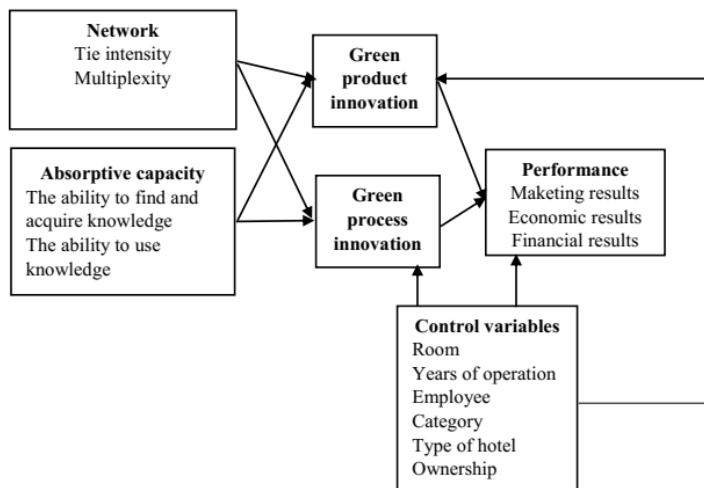 Network
Tie intensity
Multiplexity
Green
product
innovation
Absorptive capacity
The ability to find and
acquire knowledge
The ability to use
knowledge
Green
process
innovation
Performance
Maketing results
Economic results
Financial results
Control variables
Room
Years of operation
Employee
Category
Type of hotel
Ownership